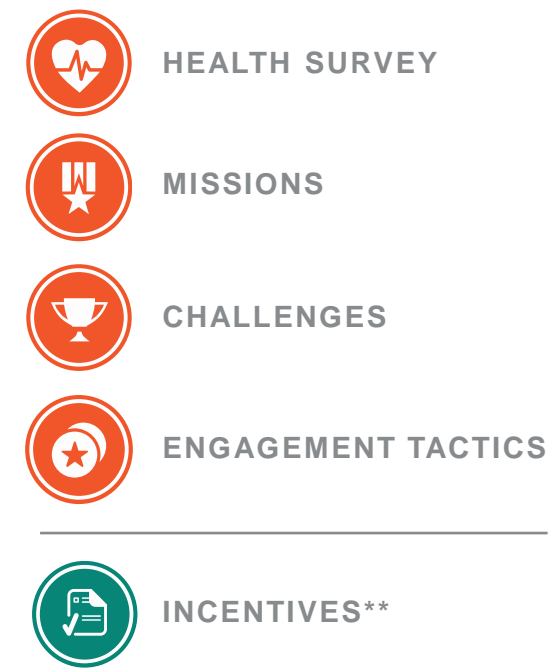 HEALTH SURVEY
MISSIONS
CHALLENGES
ENGAGEMENT TACTICS
INCENTIVES**